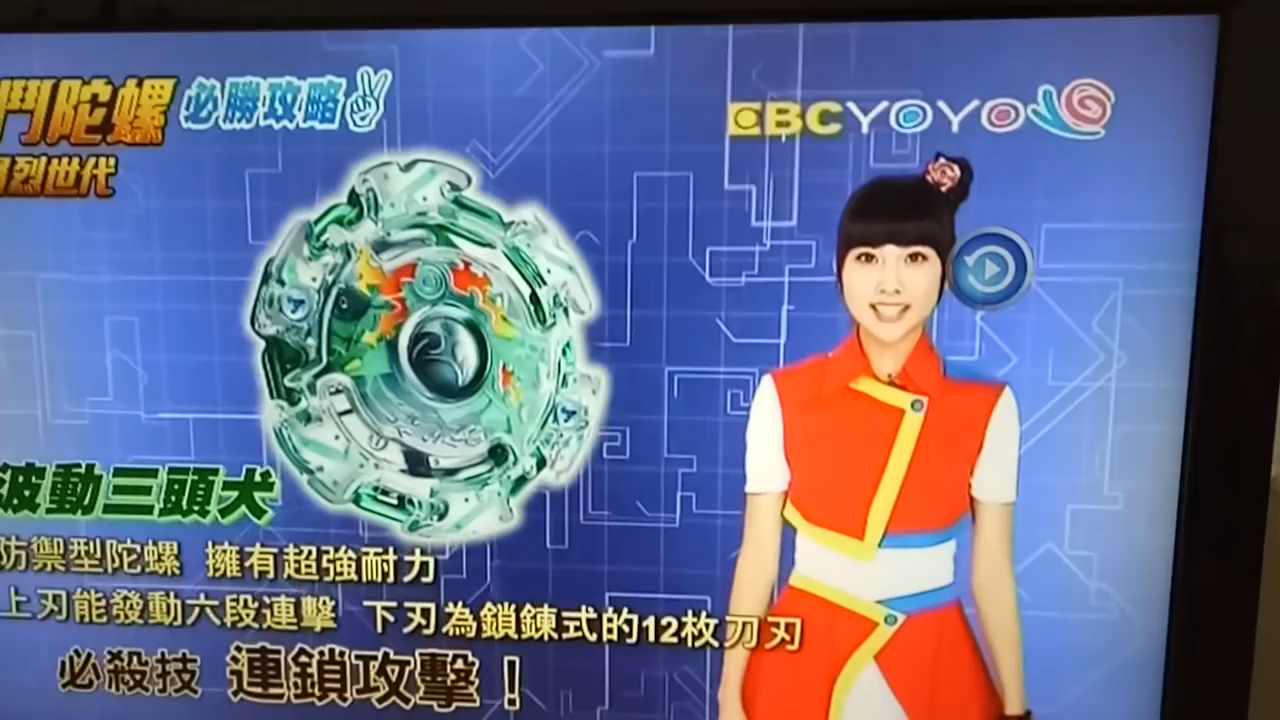 鬥陀螺 必勝攻略
烈世代
EBCYOYO
波動三頭犬
防禦型陀螺 擁有超強耐力
上刃能發動六段連擊 下刃為鎖鍊式的12枚刃刃
必殺技 連鎖攻擊！